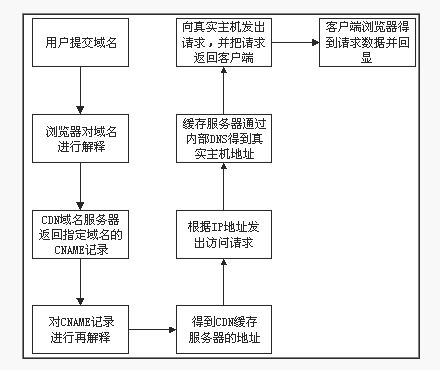 用户提交域名
浏览器对域名
进行解释
CDN域名服务器
返回指定域名的
CNAME记录
对CNAME记录
进行再解释
得到CDN缓存
服务器的地址
根据IP地址发
出访问请求
缓存服务器通过
内部DNS得到真
实主机地址
向真实主机发出
请求，并把请求
返回客户端
客户端浏览器得
到请求数据并回
显